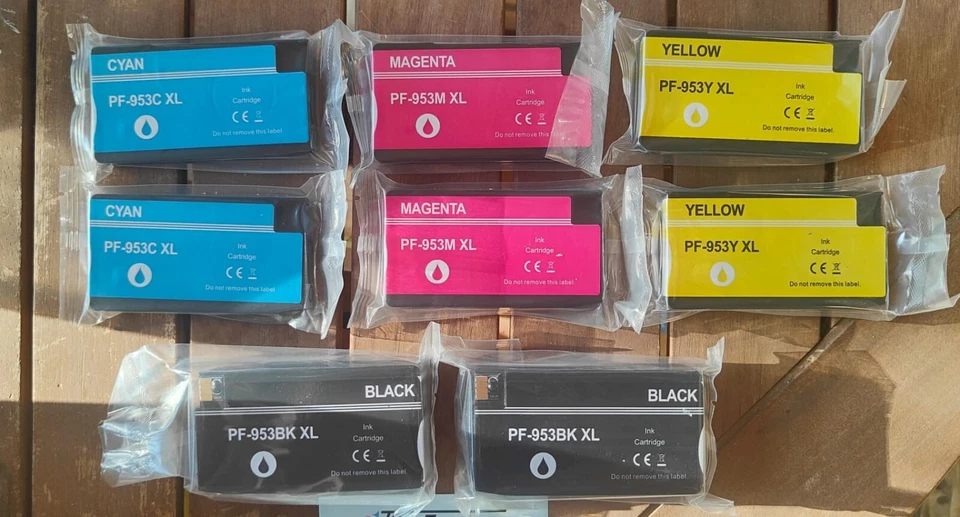 CYAN
Ink
PF-953C XL
Cartridge
CE
Do not remove this label.
MAGENTA
Ink
PF-953M XL
Cartridge
CE
Do not remove this label.
YELLOW
Ink
PF-953Y XL
Cartridge
CE
Do not remove this label.
CYAN
Ink
PF-953C XL
Cartridge
CE
Do not remove this label.
MAGENTA
Ink
PF-953M XL
Cartridge
CE
Do not remove this label.
YELLOW
Ink
PF-953Y XL
Cartridge
CE
Do not remove this label.
BLACK
Ink
PF-953BK XL
Cartridge
CE
Do not remove this label.
BLACK
Ink
PF-953BK XL
Cartridge
CE
Do not remove this label.